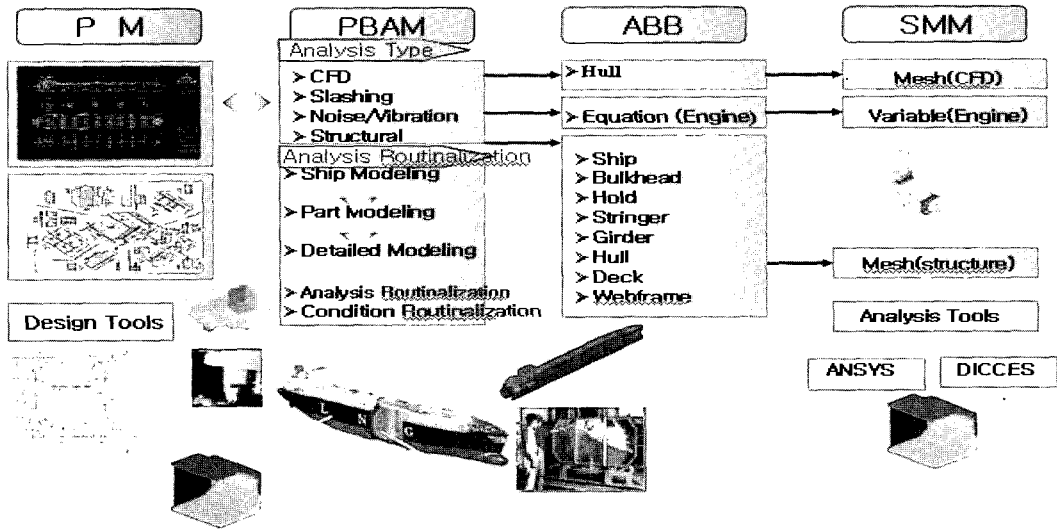 P M
PBAM
ABB
SMM
Analysis Type
➢ CFD
➢ Slashing
➢ Noise/Vibration
➢ Structural
Analysis Routinalization
➢ Ship Modeling
➢ Part Modeling
➢ Detailed Modeling
➢ Analysis Routinalization
➢ Condition Routinalization
➢ Hull
➢ Equation (Engine)
➢ Ship
➢ Bulkhead
➢ Hold
➢ Stringer
➢ Girder
➢ Hull
➢ Deck
➢ Webframe
Mesh(CFD)
Variable(Engine)
Mesh(structure)
Analysis Tools
ANSYS
DICCES
Design Tools
L N G